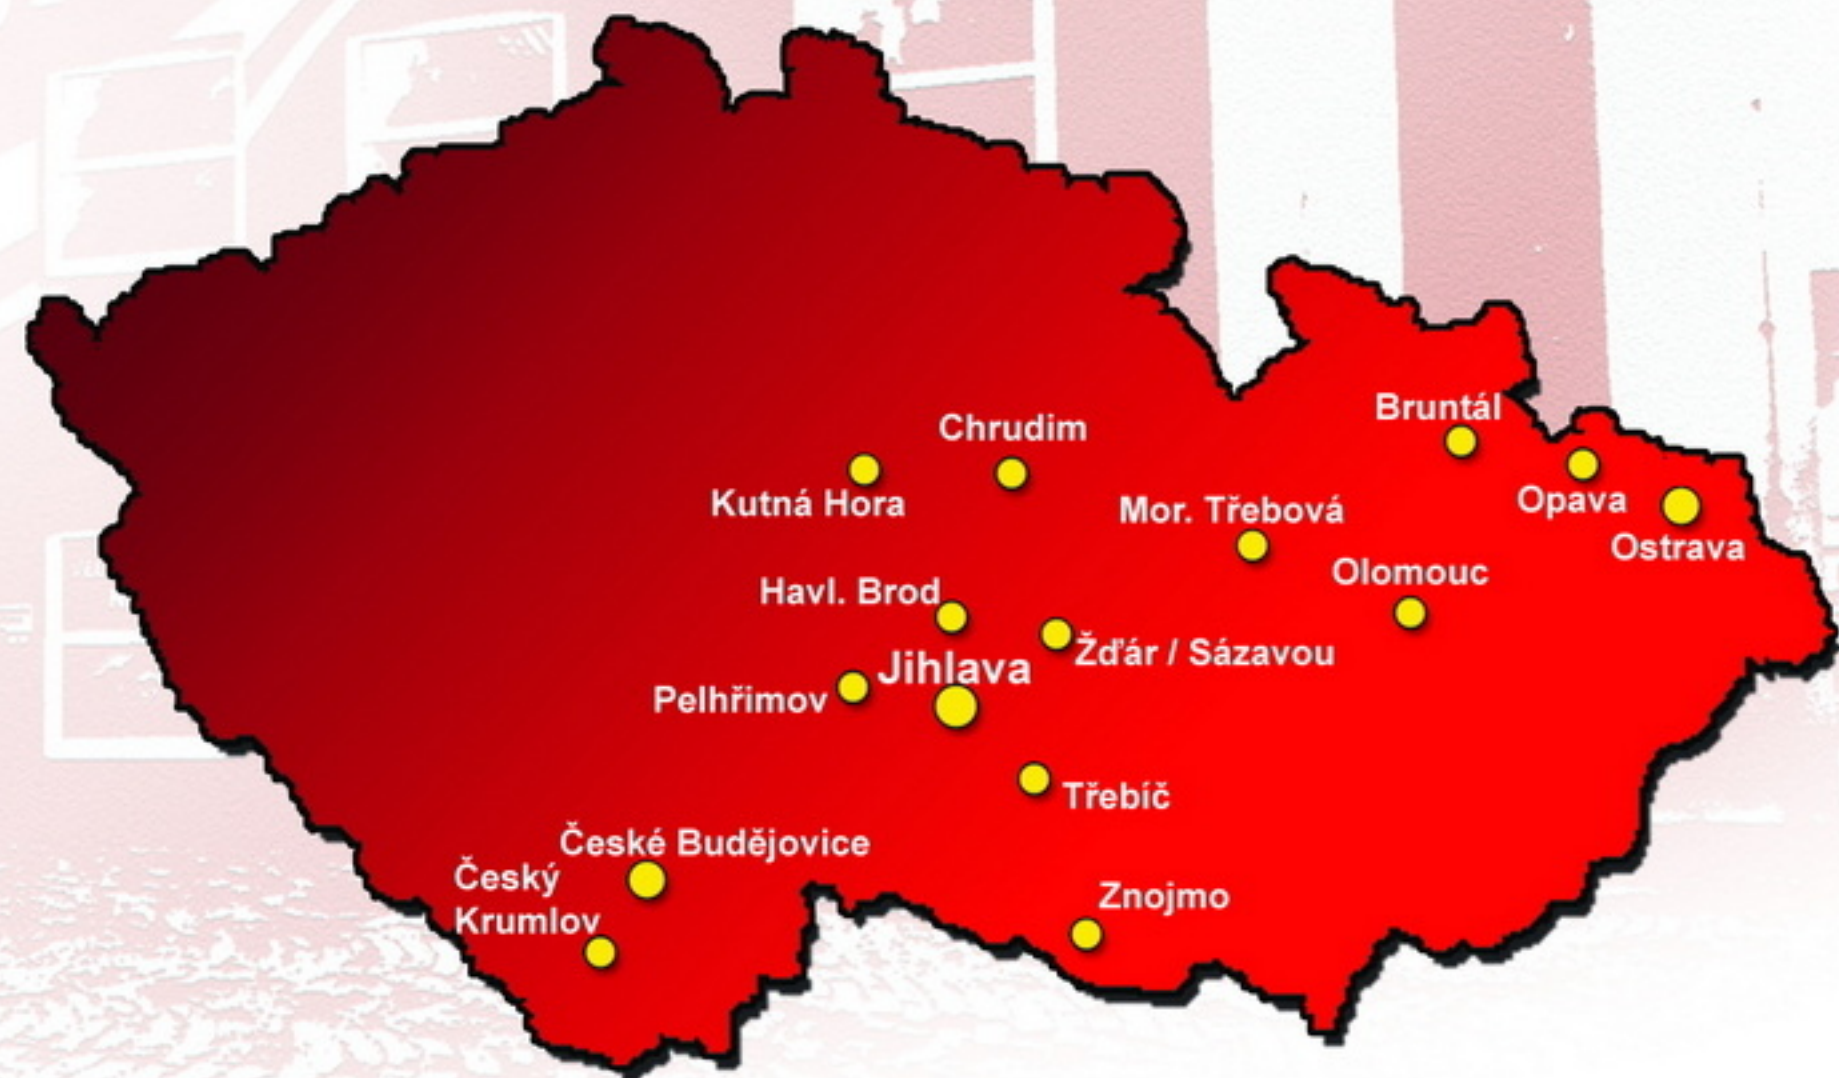 Bruntál
Chrudim
Kutná Hora
Opava
Mor. Třebová
Ostrava
Olomouc
Havl. Brod
Žďár / Sázavou
Jihlava
Pelhřimov
Třebíč
České Budějovice
Český
Krumlov
Znojmo